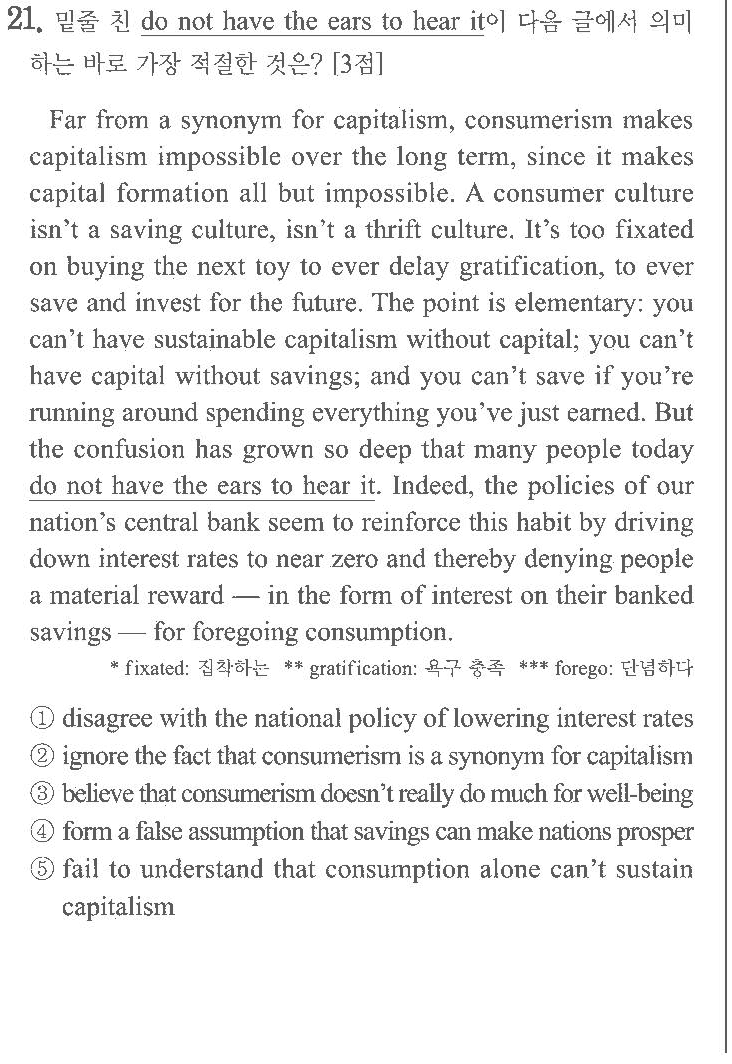 21. 밑줄 친 do not have the ears to hear it이 다음 글에서 의미
하는 바로 가장 적절한 것은? [3점]
Far from a synonym for capitalism, consumerism makes
capitalism impossible over the long term, since it makes
capital formation all but impossible. A consumer culture
isn't a saving culture, isn't a thrift culture. It's too fixated
on buying the next toy to ever delay gratification, to ever
save and invest for the future. The point is elementary: you
can't have sustainable capitalism without capital; you can't
have capital without savings; and you can't save if you're
running around spending everything you've just earned. But
the confusion has grown so deep that many people today
do not have the ears to hear it. Indeed, the policies of our
nation's central bank seem to reinforce this habit by driving
down interest rates to near zero and thereby denying people
a material reward — in the form of interest on their banked
savings — for foregoing consumption.
* fixated: 집착하는 ** gratification: 욕구 충족 *** forego: 단념하다
① disagree with the national policy of lowering interest rates
② ignore the fact that consumerism is a synonym for capitalism
③ believe that consumerism doesn't really do much for well-being
④ form a false assumption that savings can make nations prosper
⑤ fail to understand that consumption alone can't sustain
capitalism